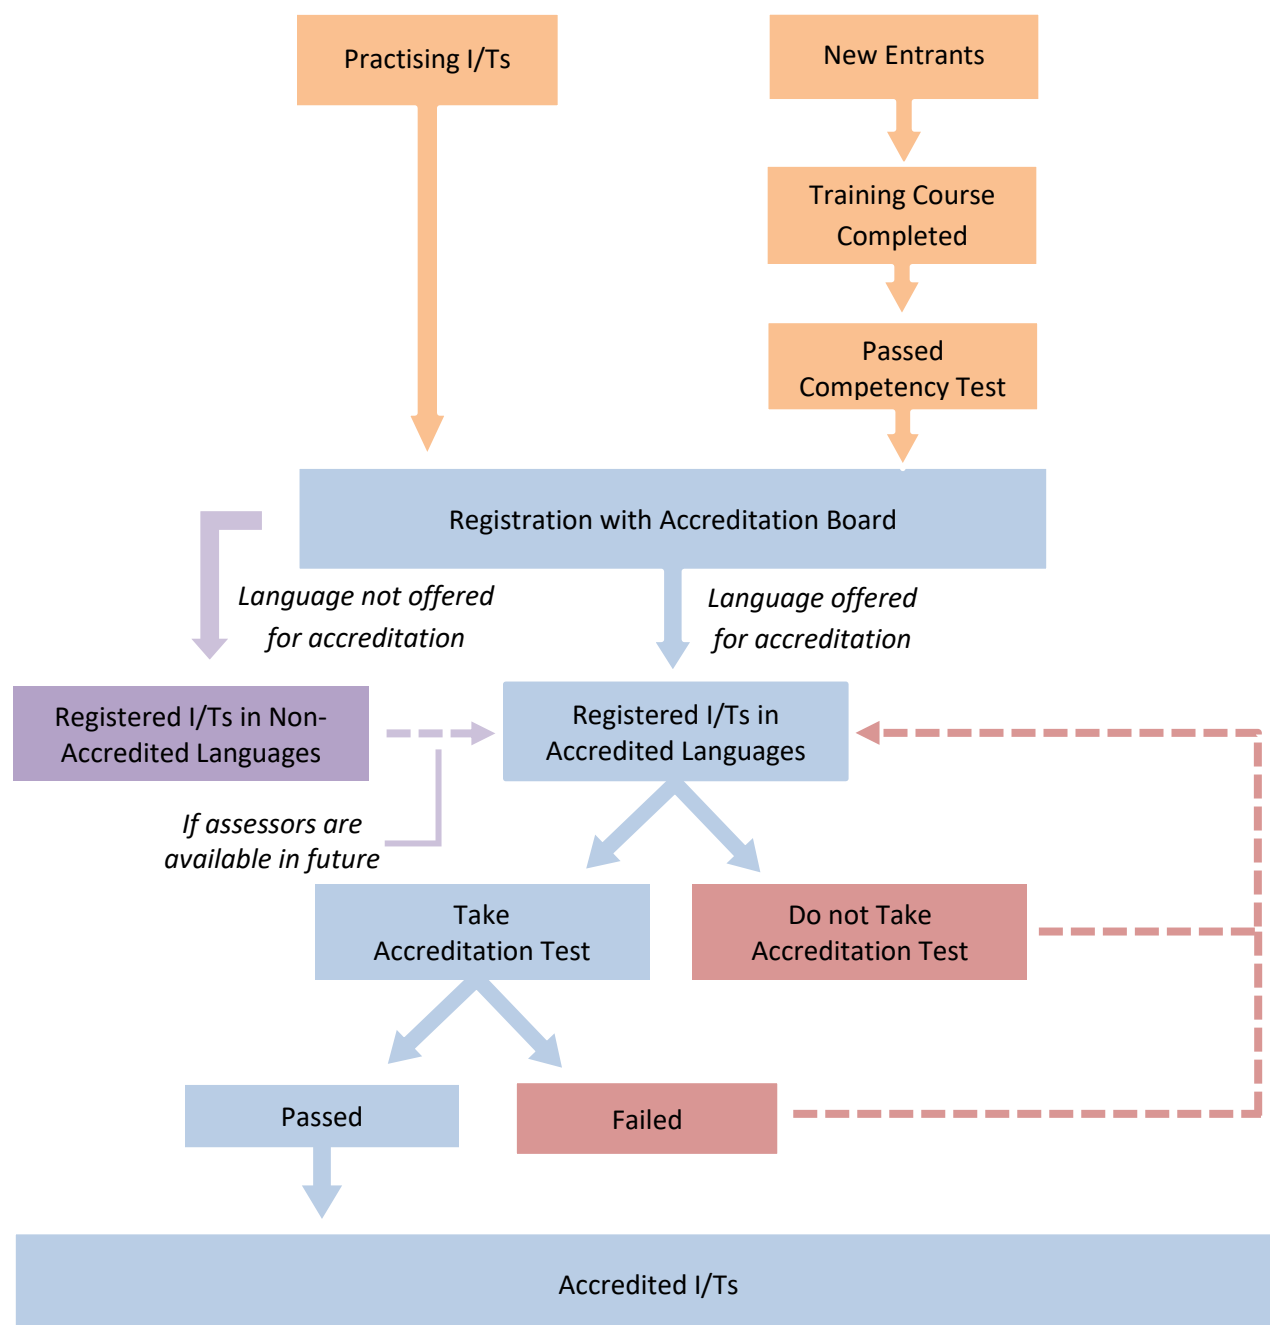 Practising I/Ts
New Entrants
Training Course
Completed
Passed
Competency Test
Registration with Accreditation Board
Language not offered
for accreditation
Language offered
for accreditation
Registered I/Ts in Non-
Accredited Languages
Registered I/Ts in
Accredited Languages
If assessors are
available in future
Take
Accreditation Test
Do not Take
Accreditation Test
Passed
Failed
Accredited I/Ts